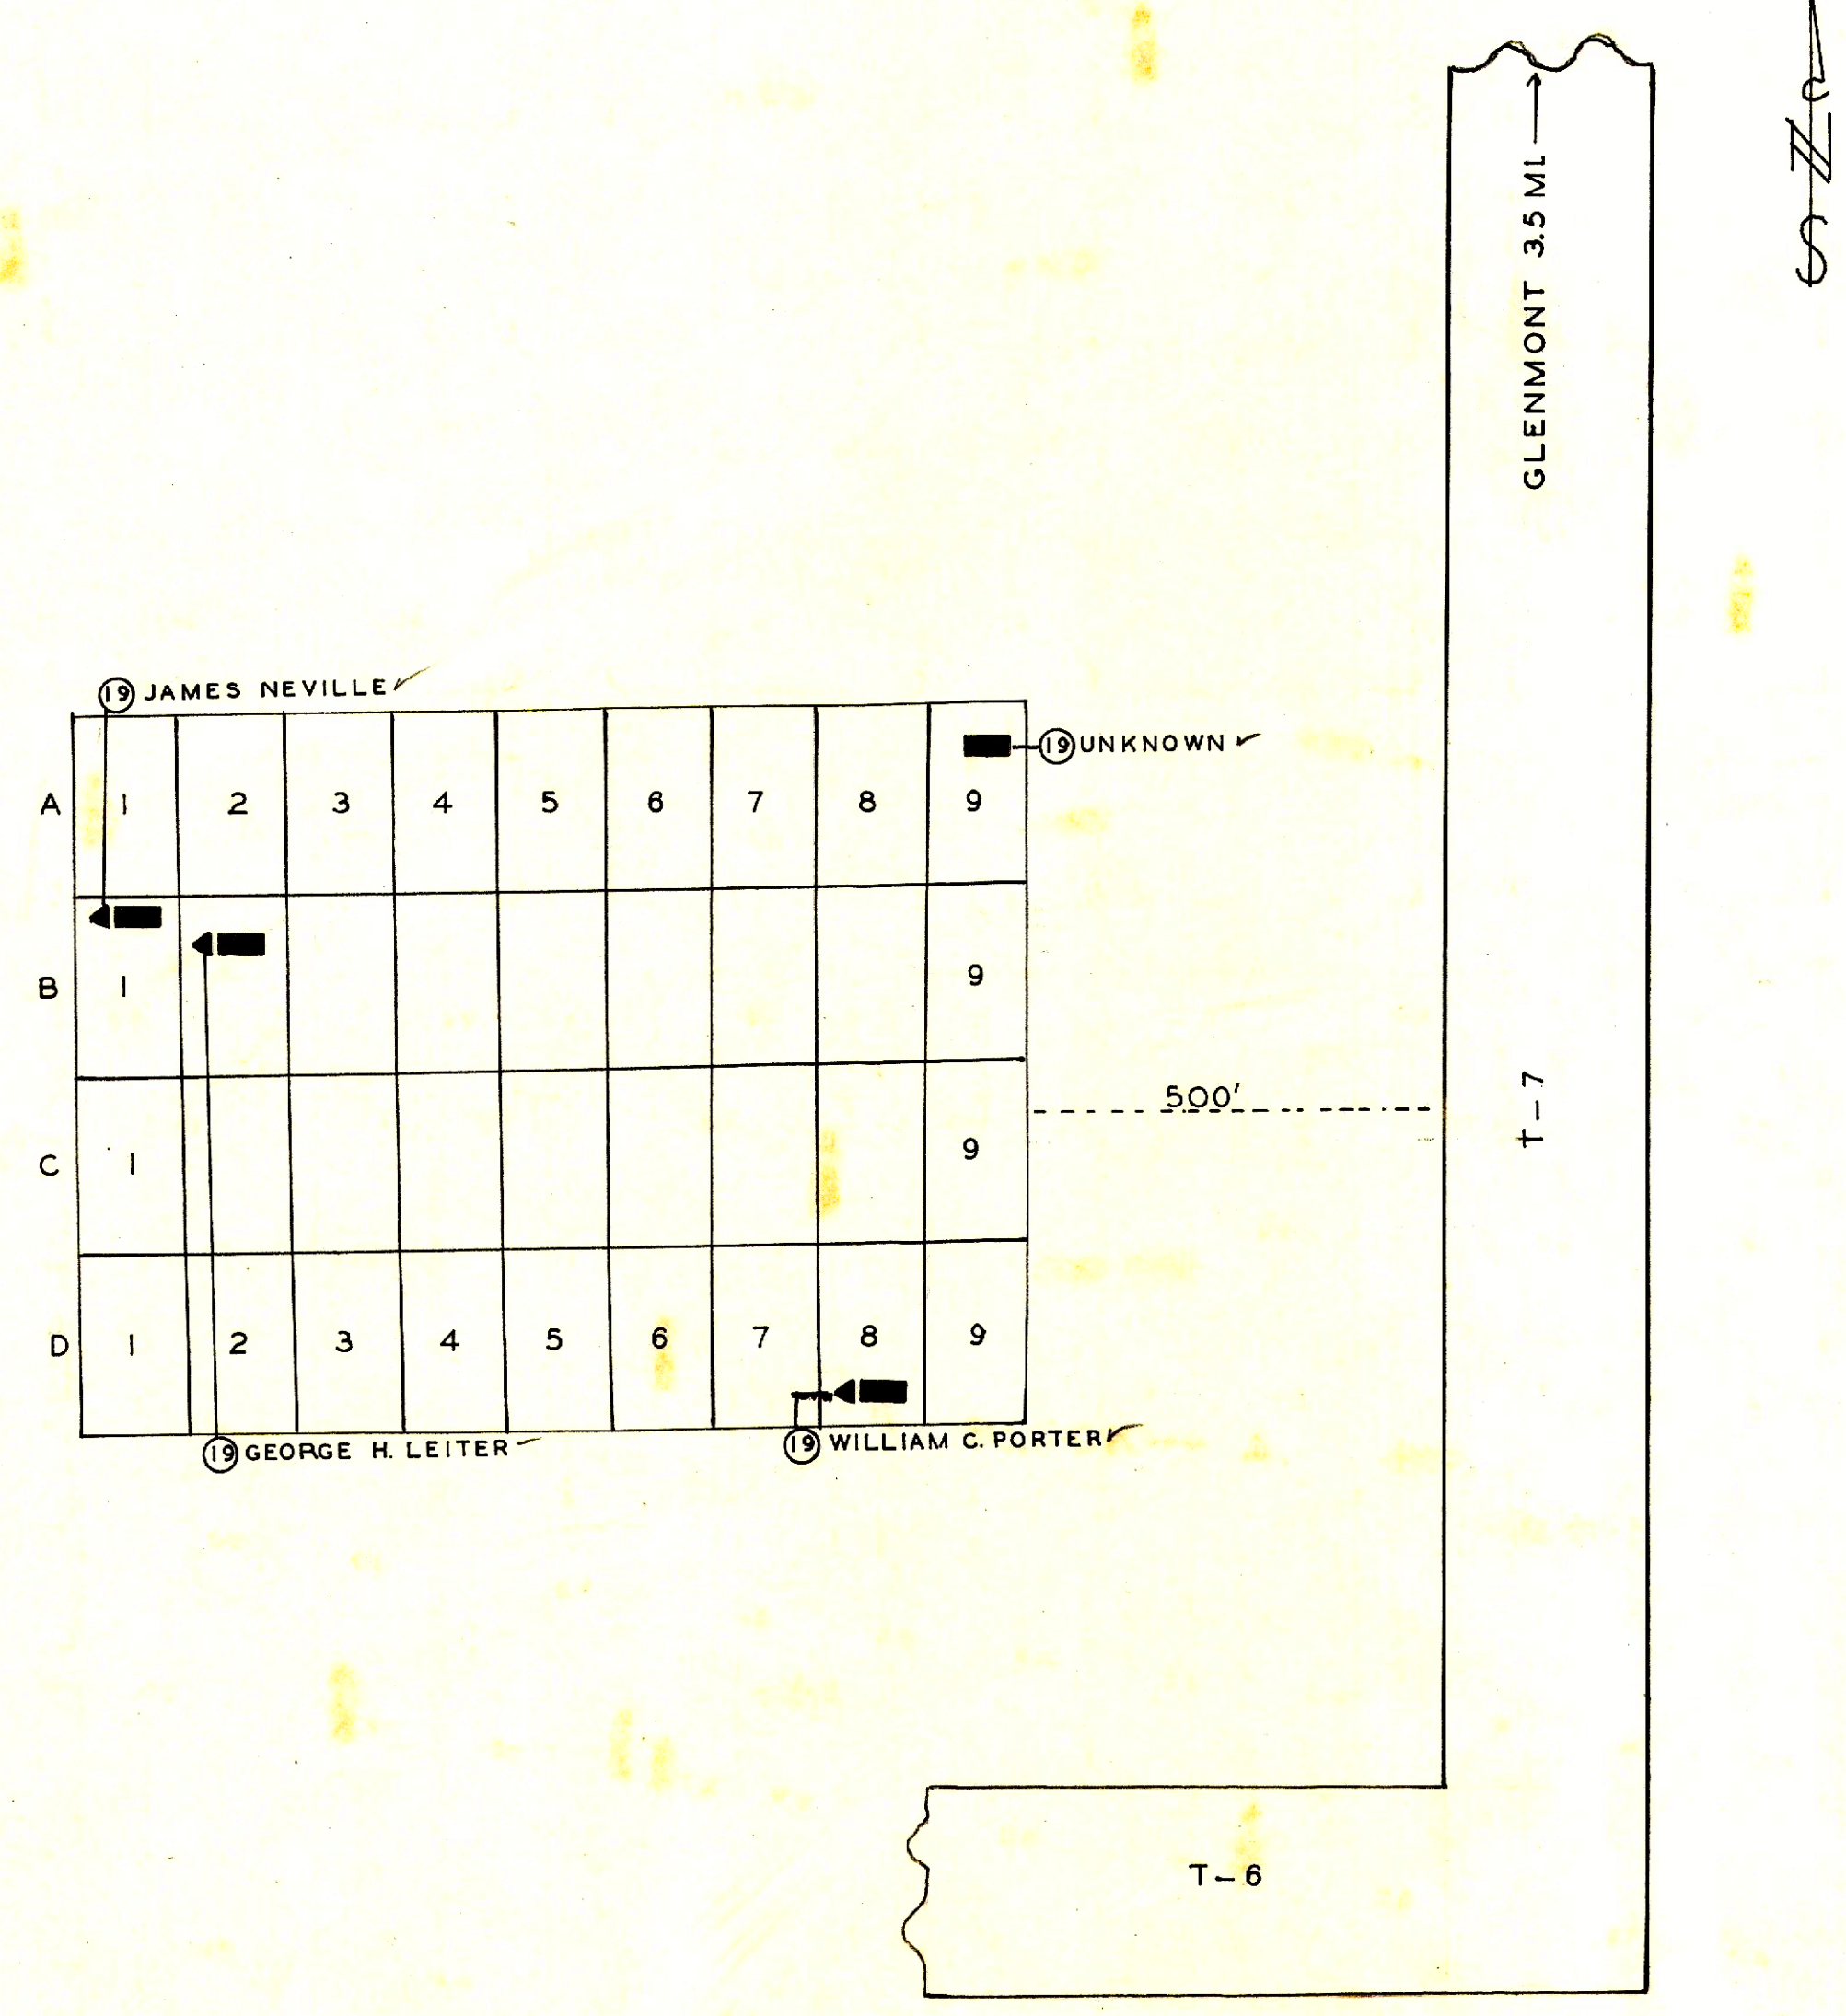 N
S
GLENMONT 3.5 MI.
19 JAMES NEVILLE
19 UNKNOWN
A 1 2 3 4 5 6 7 8 9
B 1 9
500'
T-7
C 1 9
D 1 2 3 4 5 6 7 8 9
19 GEORGE H. LEITER
19 WILLIAM C. PORTER
T-6